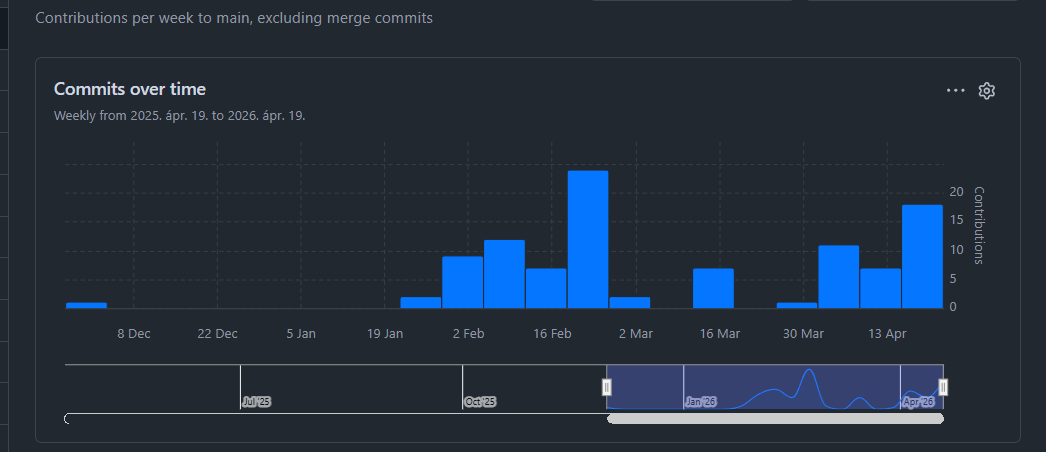 Contributions per week to main, excluding merge commits
Commits over time
Weekly from 2025. ápr. 19. to 2026. ápr. 19.
20
15
10
5
0
Contributions
8 Dec 22 Dec 5 Jan 19 Jan 2 Feb 16 Feb 2 Mar 16 Mar 30 Mar 13 Apr
Jul '25 Oct '25 Jan '26 Apr '26